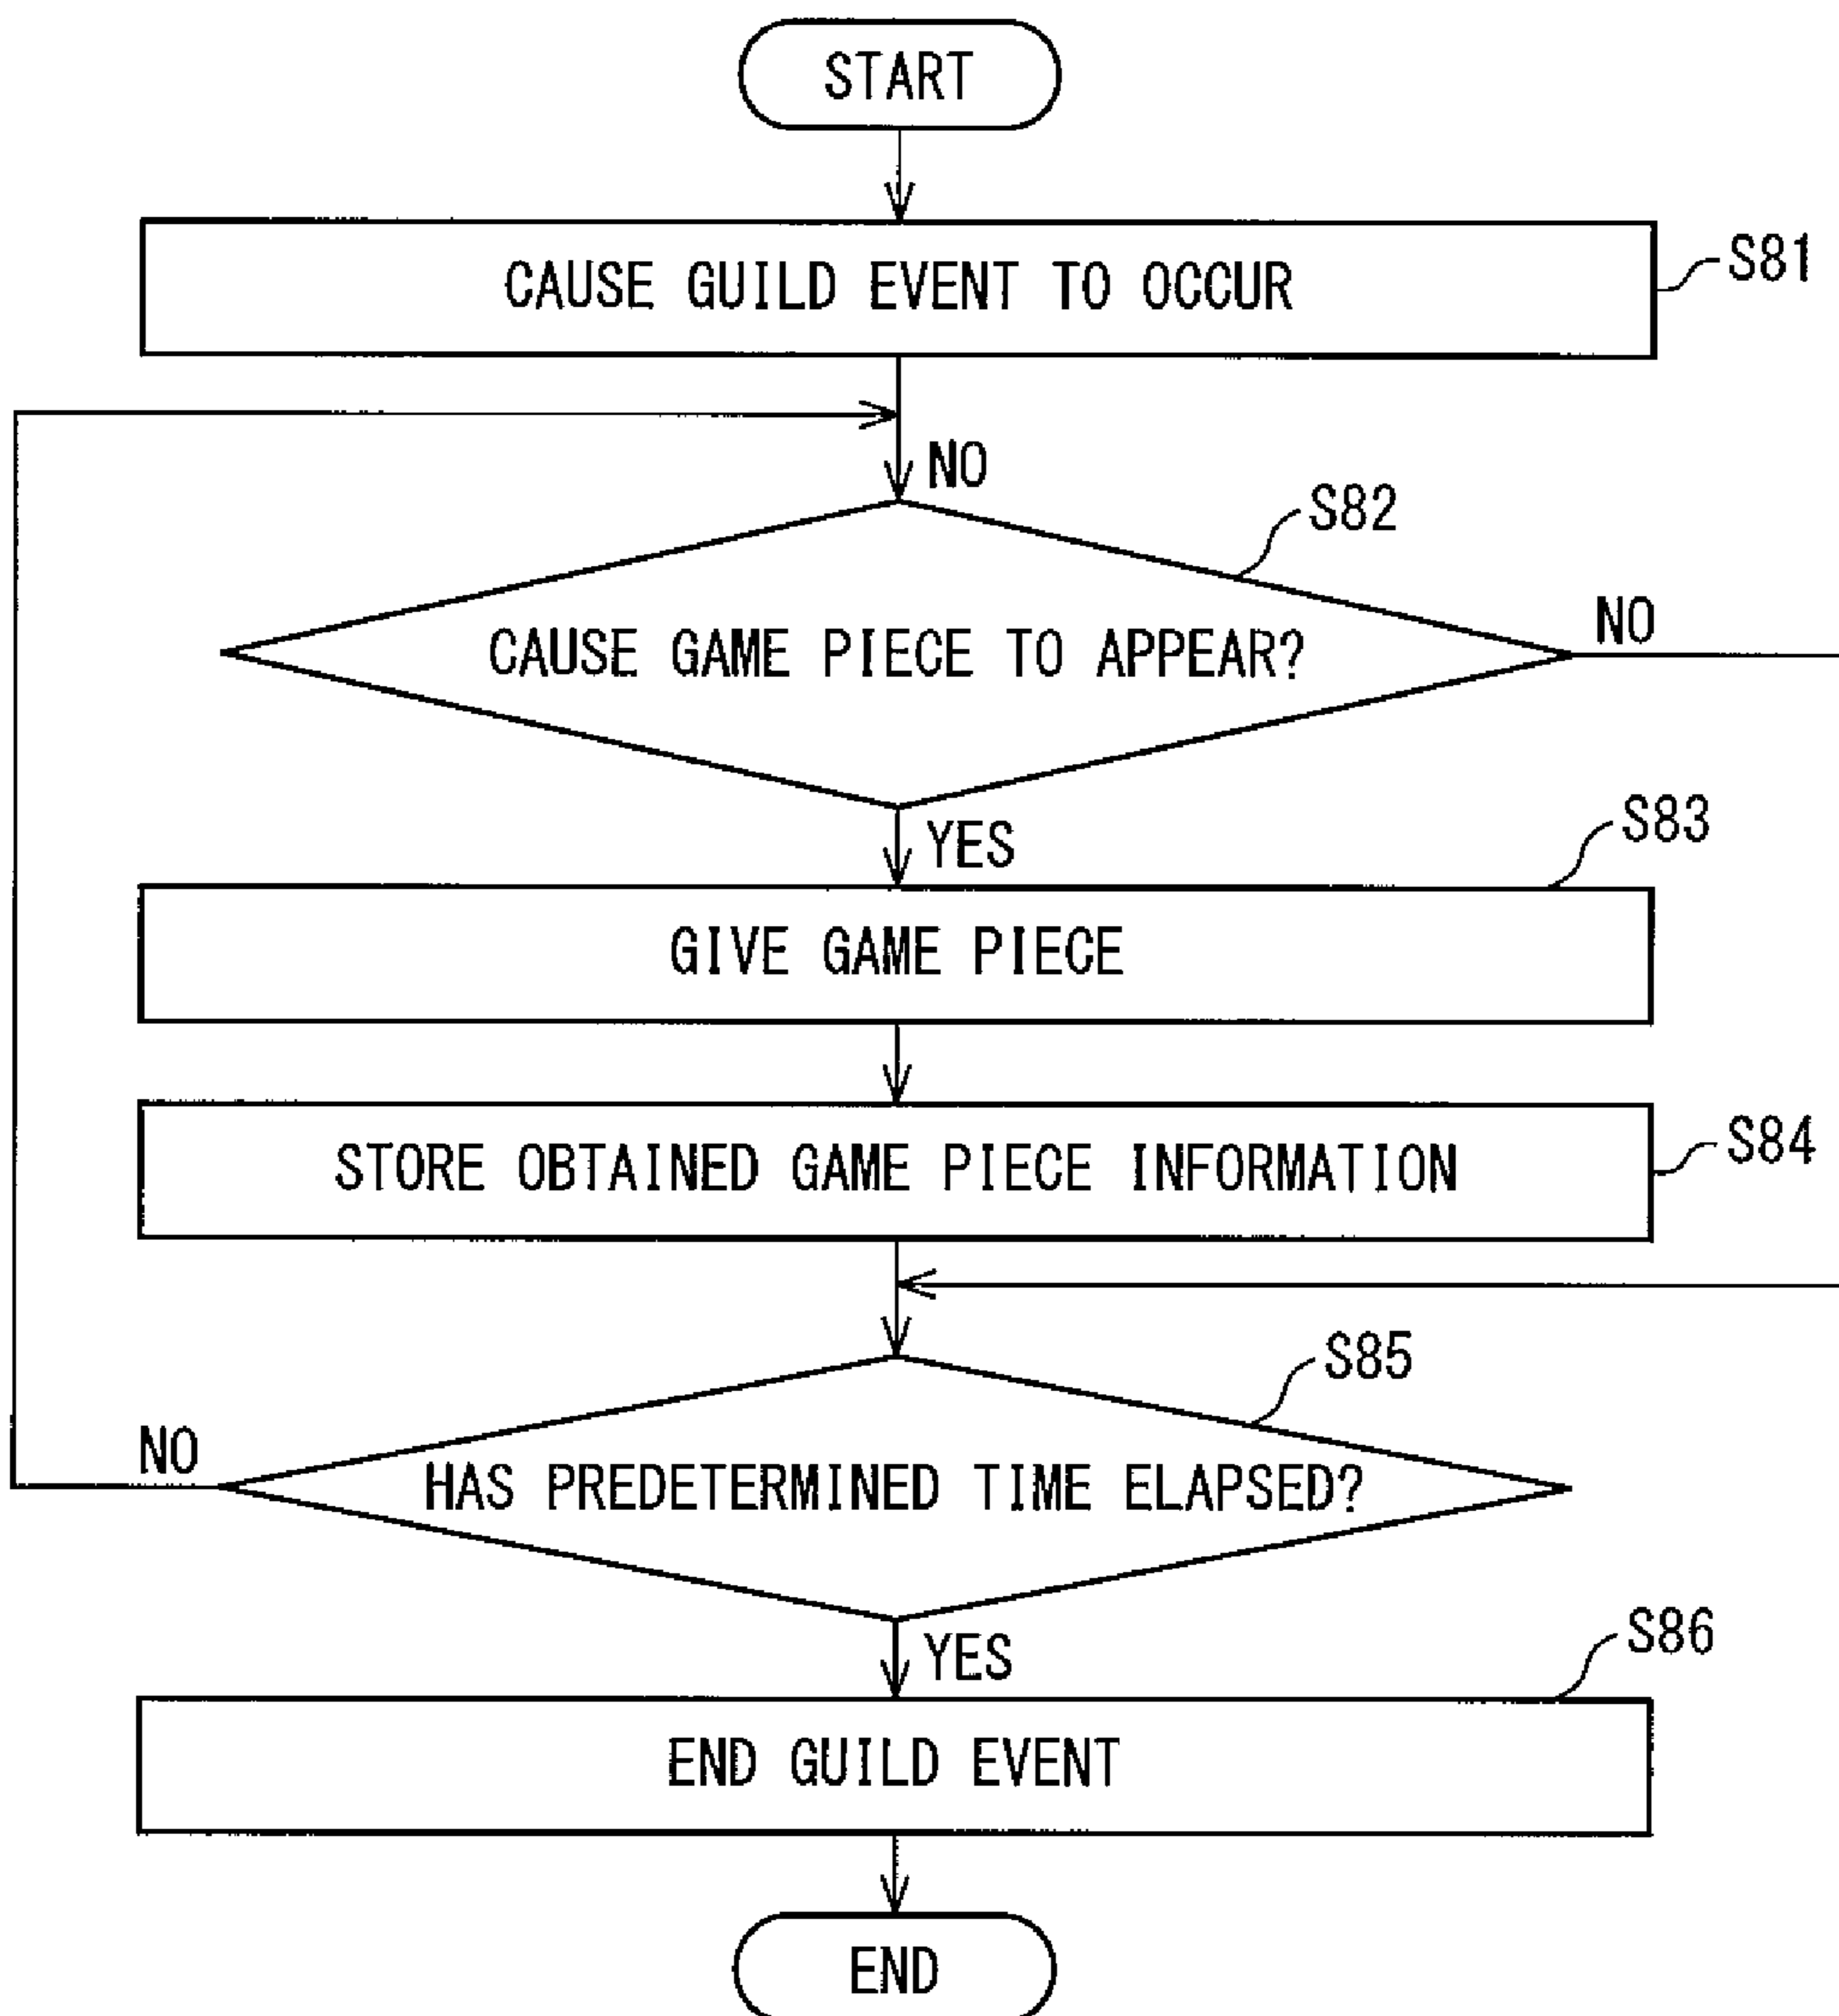 START
CAUSE GUILD EVENT TO OCCUR
S81
NO
S82
CAUSE GAME PIECE TO APPEAR?
NO
YES
S83
GIVE GAME PIECE
STORE OBTAINED GAME PIECE INFORMATION
S84
S85
NO
HAS PREDETERMINED TIME ELAPSED?
YES
S86
END GUILD EVENT
END